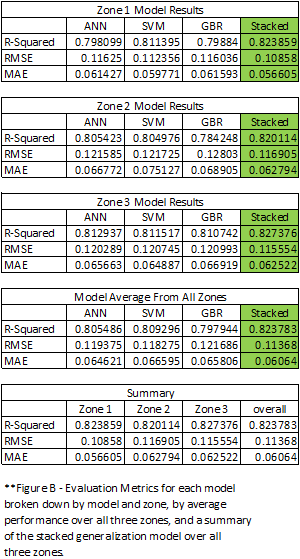 Zone 1 Model Results
ANN SVM GBR Stacked
R-Squared 0.798099 0.811395 0.79884 0.823859
RMSE 0.11625 0.112356 0.116036 0.10858
MAE 0.061427 0.059771 0.061593 0.056605
Zone 2 Model Results
ANN SVM GBR Stacked
R-Squared 0.805423 0.804976 0.784248 0.820114
RMSE 0.121585 0.121725 0.12803 0.116905
MAE 0.066772 0.075127 0.068905 0.062794
Zone 3 Model Results
ANN SVM GBR Stacked
R-Squared 0.812937 0.811517 0.810742 0.827376
RMSE 0.120289 0.120745 0.120993 0.115554
MAE 0.065663 0.064887 0.066919 0.062522
Model Average From All Zones
ANN SVM GBR Stacked
R-Squared 0.805486 0.809296 0.797944 0.823783
RMSE 0.119375 0.118275 0.121686 0.11368
MAE 0.064621 0.066595 0.065806 0.06064
Summary
Zone 1 Zone 2 Zone 3 overall
R-Squared 0.823859 0.820114 0.827376 0.823783
RMSE 0.10858 0.116905 0.115554 0.11368
MAE 0.056605 0.062794 0.062522 0.06064
**Figure B - Evaluation Metrics for each model
broken down by model and zone, by average
performance over all three zones, and a summary
of the stacked generalization model over all
three zones.